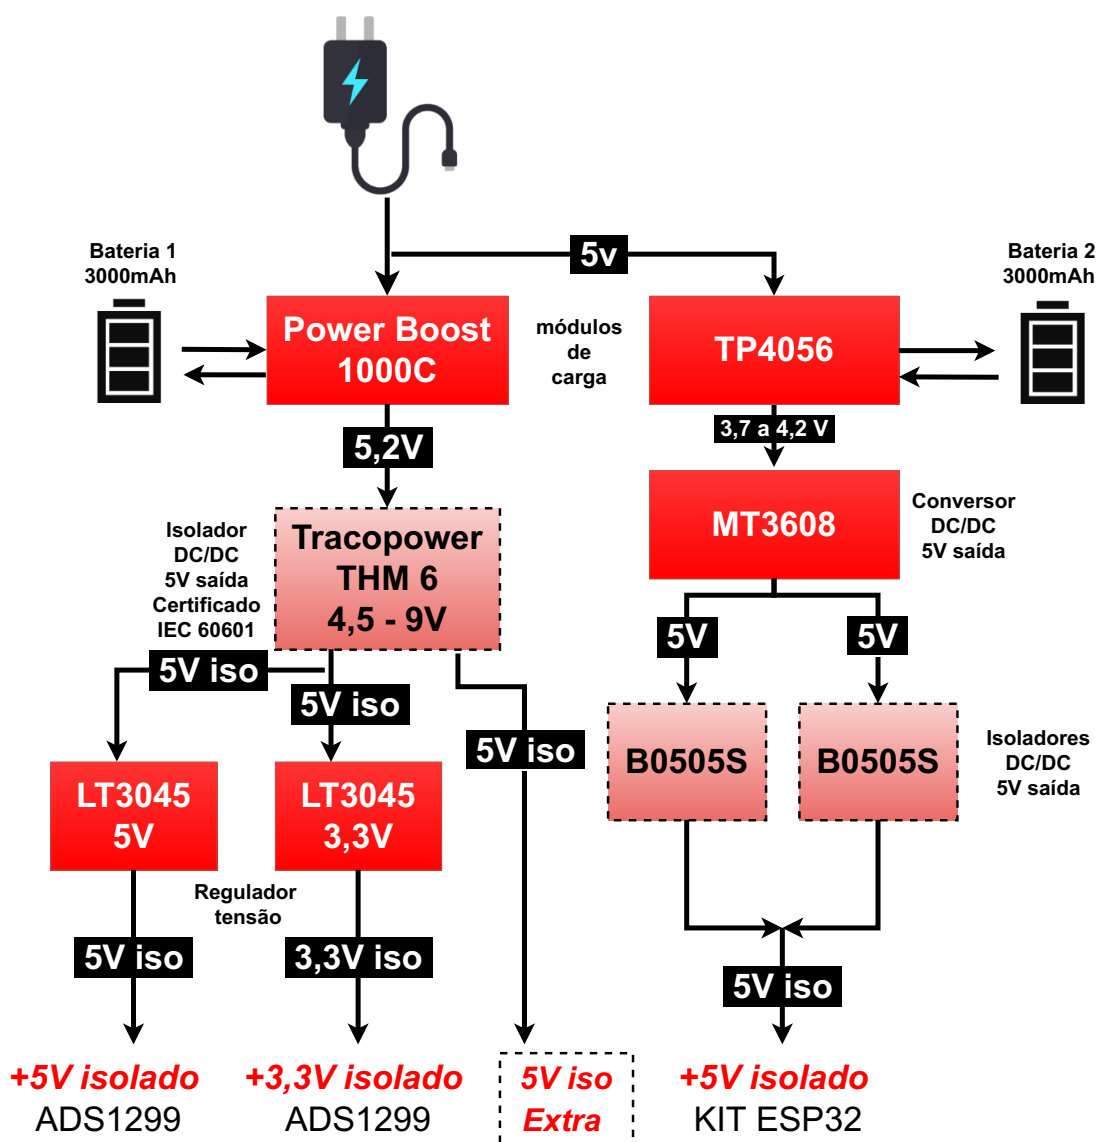 5v
Bateria 1
3000mAh
Bateria 2
3000mAh
Power Boost
1000C
módulos
de
carga
TP4056
5,2V
3,7 a 4,2 V
Isolador
DC/DC
5V saída
Certificado
IEC 60601
Tracopower
THM 6
4,5 - 9V
MT3608
Conversor
DC/DC
5V saída
5V
5V
5V iso
5V iso
5V iso
B0505S
B0505S
Isoladores
DC/DC
5V saída
LT3045
5V
LT3045
3,3V
Regulador
tensão
5V iso
3,3V iso
5V iso
+5V isolado
ADS1299
+3,3V isolado
ADS1299
5V iso
Extra
+5V isolado
KIT ESP32